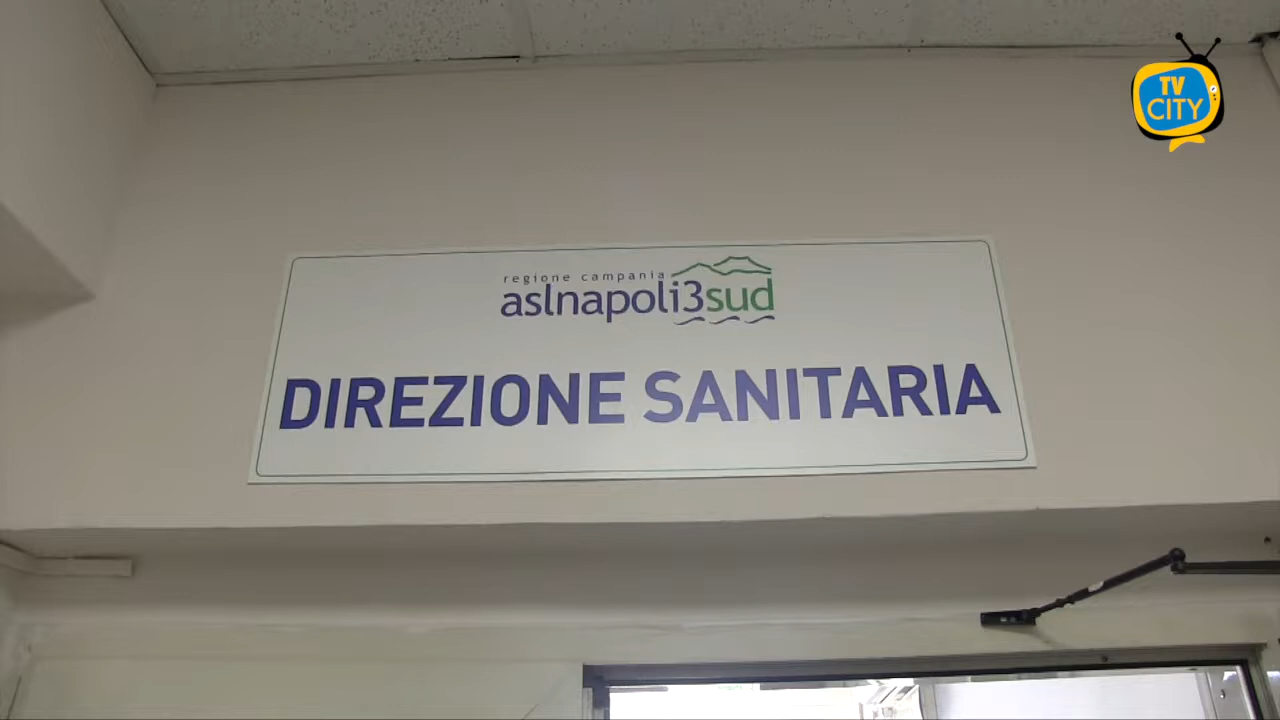 TV
CITY
regione campania
aslnapoli3sud
DIREZIONE SANITARIA